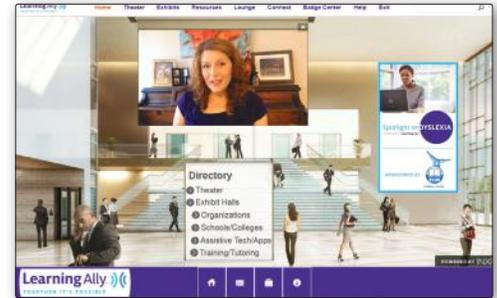 Learning Ally
Home Theater Exhibits Resources Lounge Connect Badge Center Help Exit
Spotlight on DYSLEXIA
SPONSORED BY
Directory
Theater
Exhibit Halls
Organizations
Schools/Colleges
Assistive Tech/Apps
Training/Tutoring
POWERED BY
Learning Ally
TOGETHER IT'S POSSIBLE